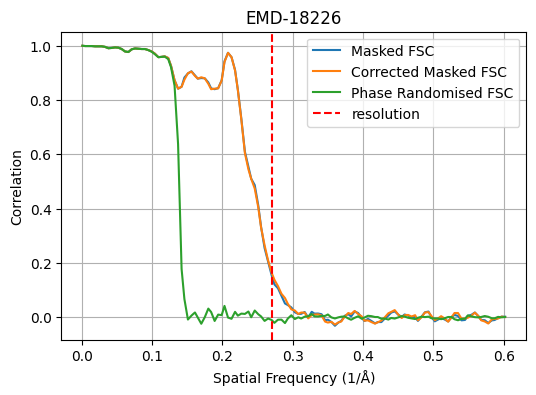 EMD-18226
Masked FSC
Corrected Masked FSC
Phase Randomised FSC
resolution
Correlation
1.0
0.8
0.6
0.4
0.2
0.0
0.0 0.1 0.2 0.3 0.4 0.5 0.6
Spatial Frequency (1/Å)